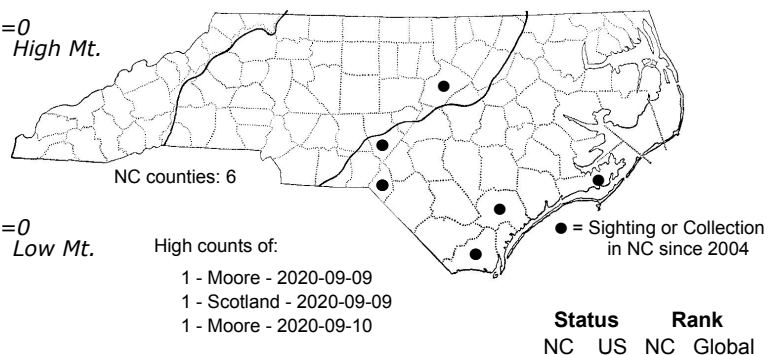 =0
High Mt.
NC counties: 6
=0
Low Mt.
High counts of:
1 - Moore - 2020-09-09
1 - Scotland - 2020-09-09
1 - Moore - 2020-09-10
● = Sighting or Collection
in NC since 2004
Status Rank
NC US NC Global